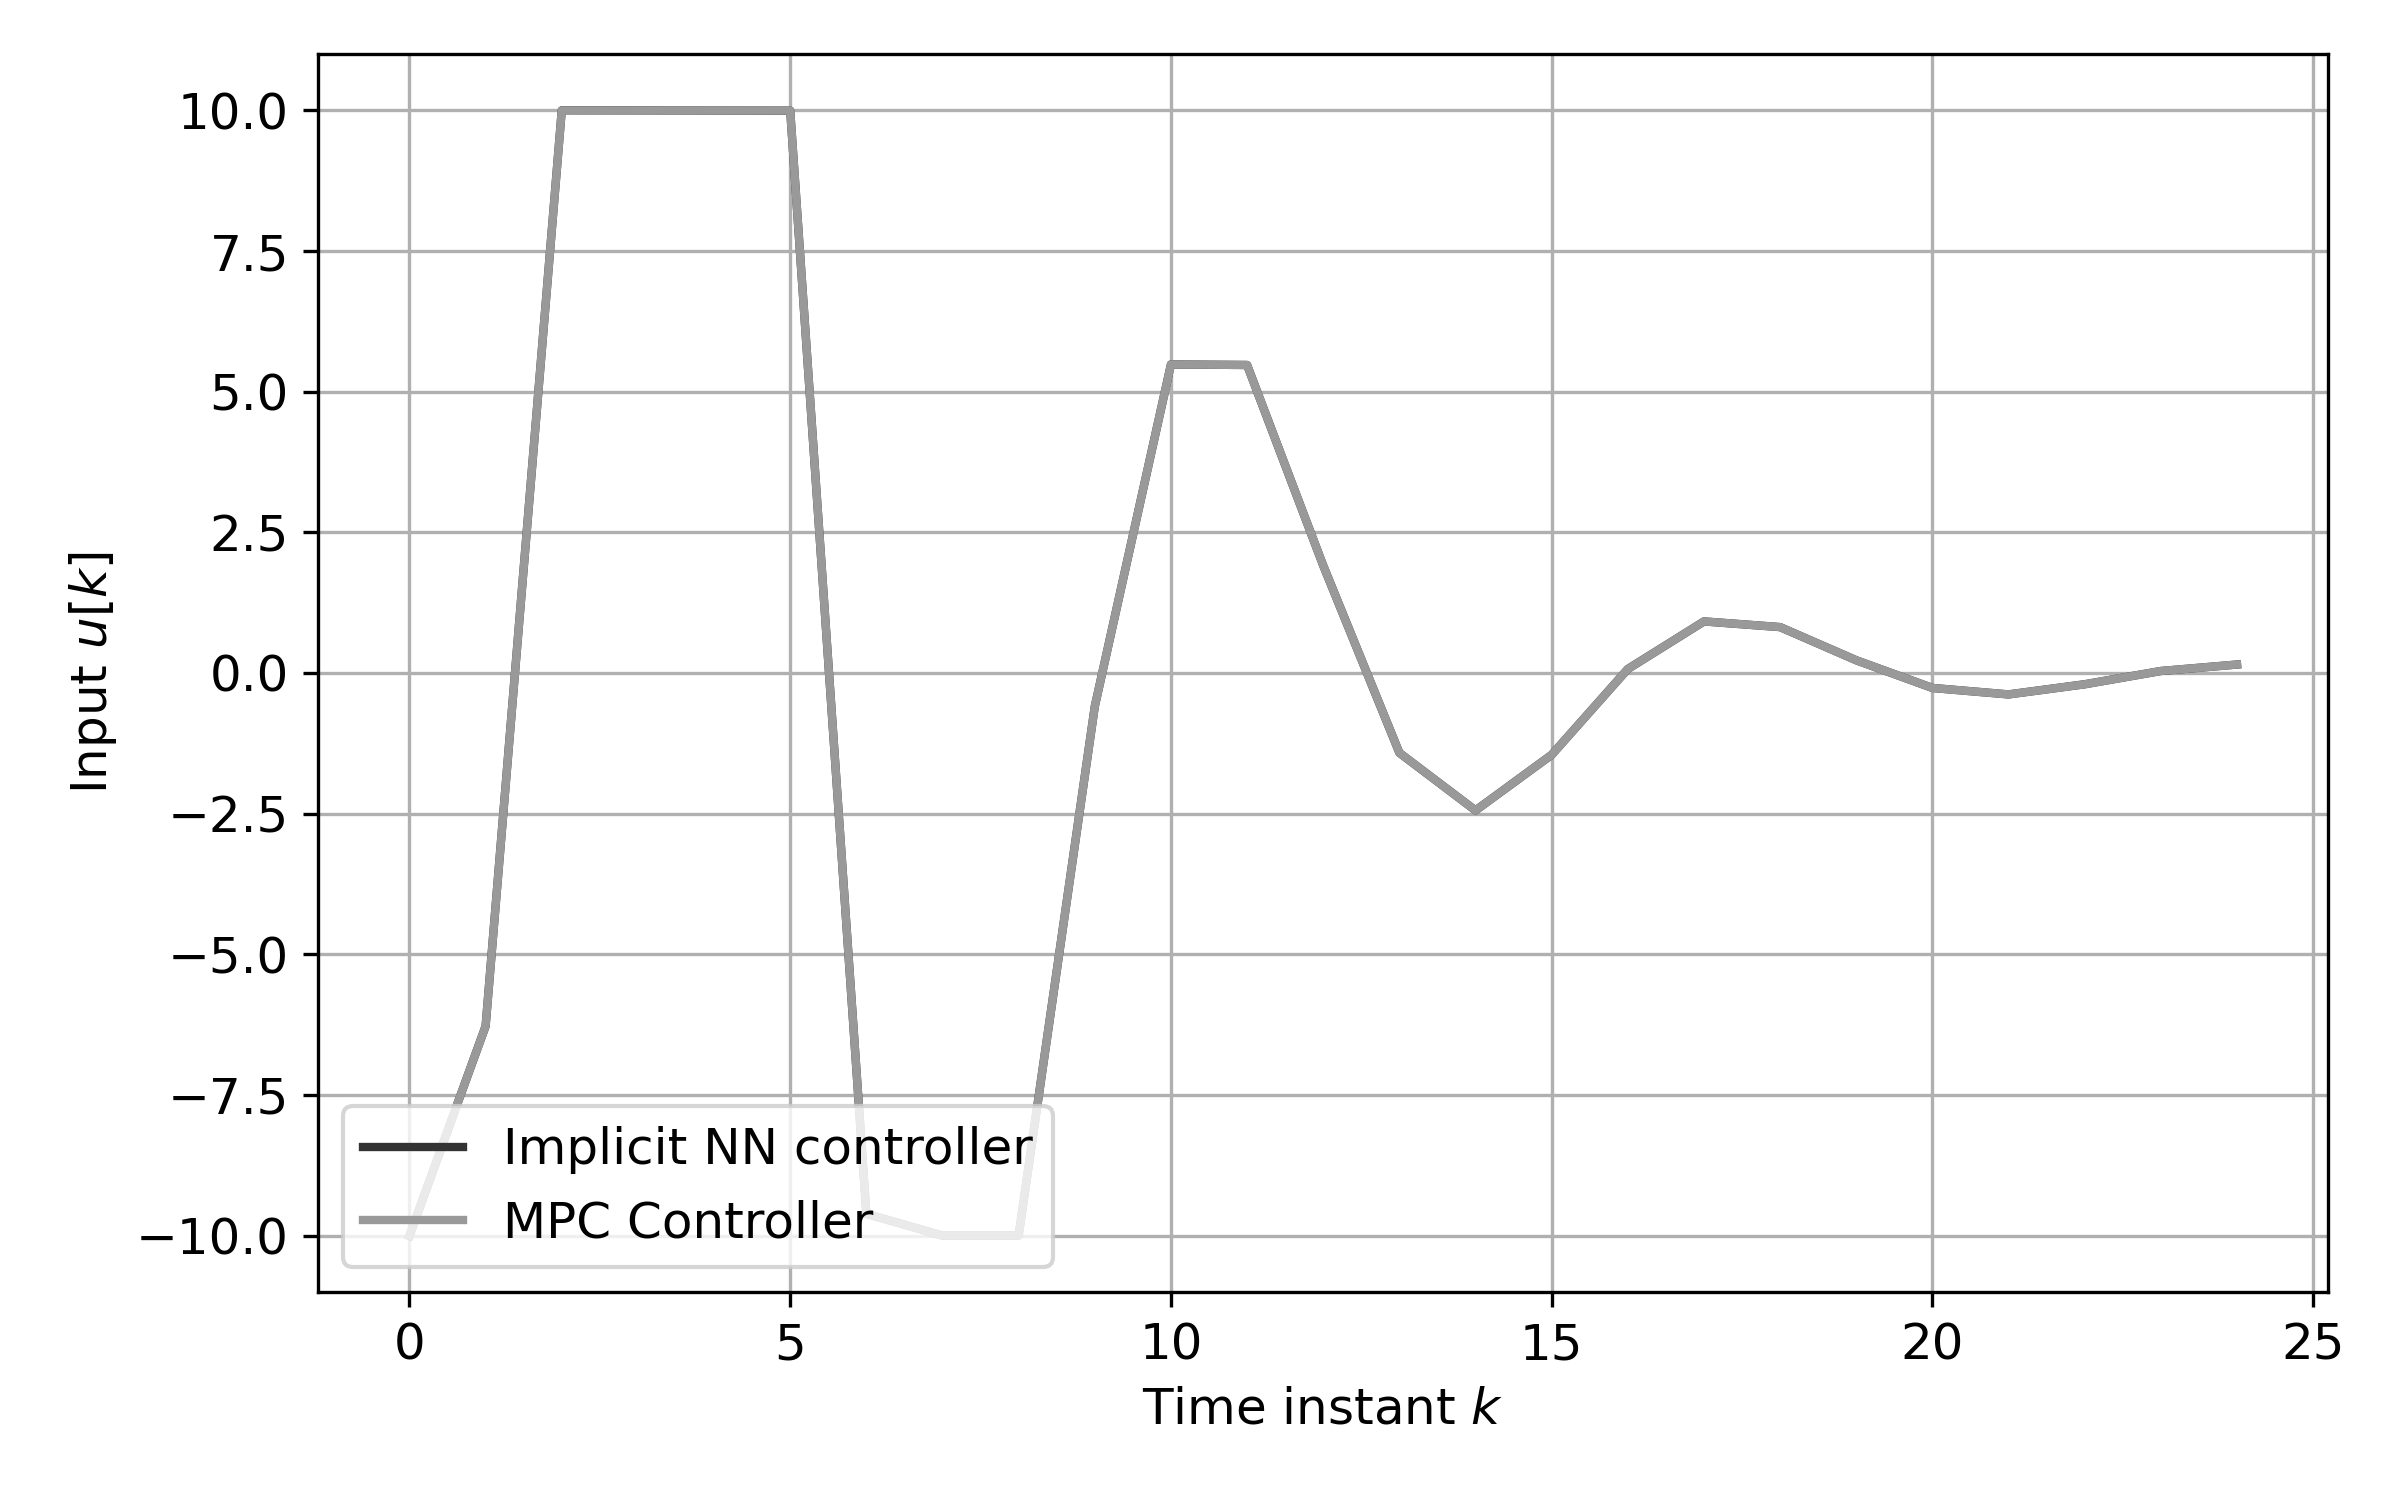 10.0
7.5
5.0
2.5
0.0
−2.5
−5.0
−7.5
−10.0
Input u[k]
Implicit NN controller
MPC Controller
0 5 10 15 20 25
Time instant k